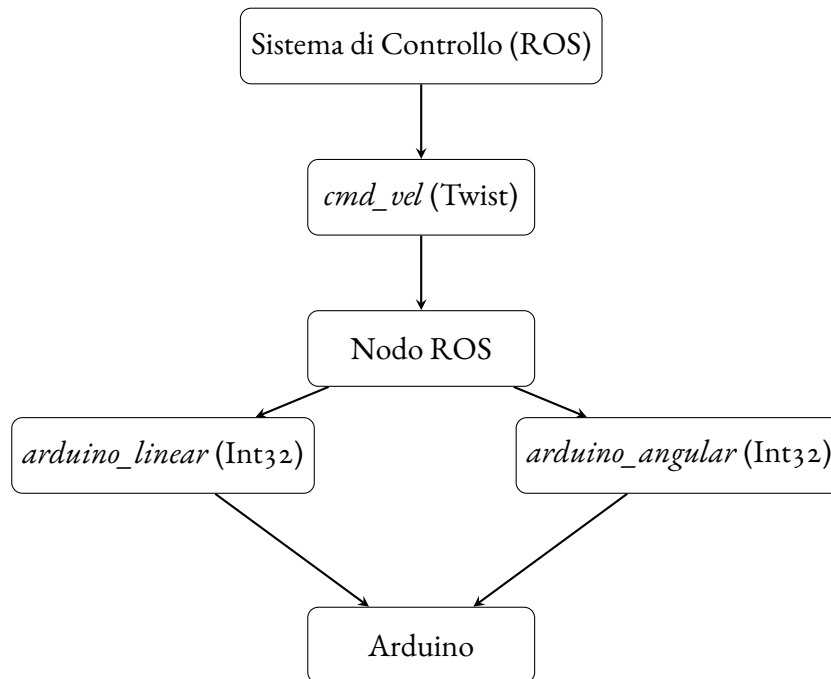 Sistema di Controllo (ROS)
cmd_vel (Twist)
Nodo ROS
arduino_linear (Int32)
arduino_angular (Int32)
Arduino